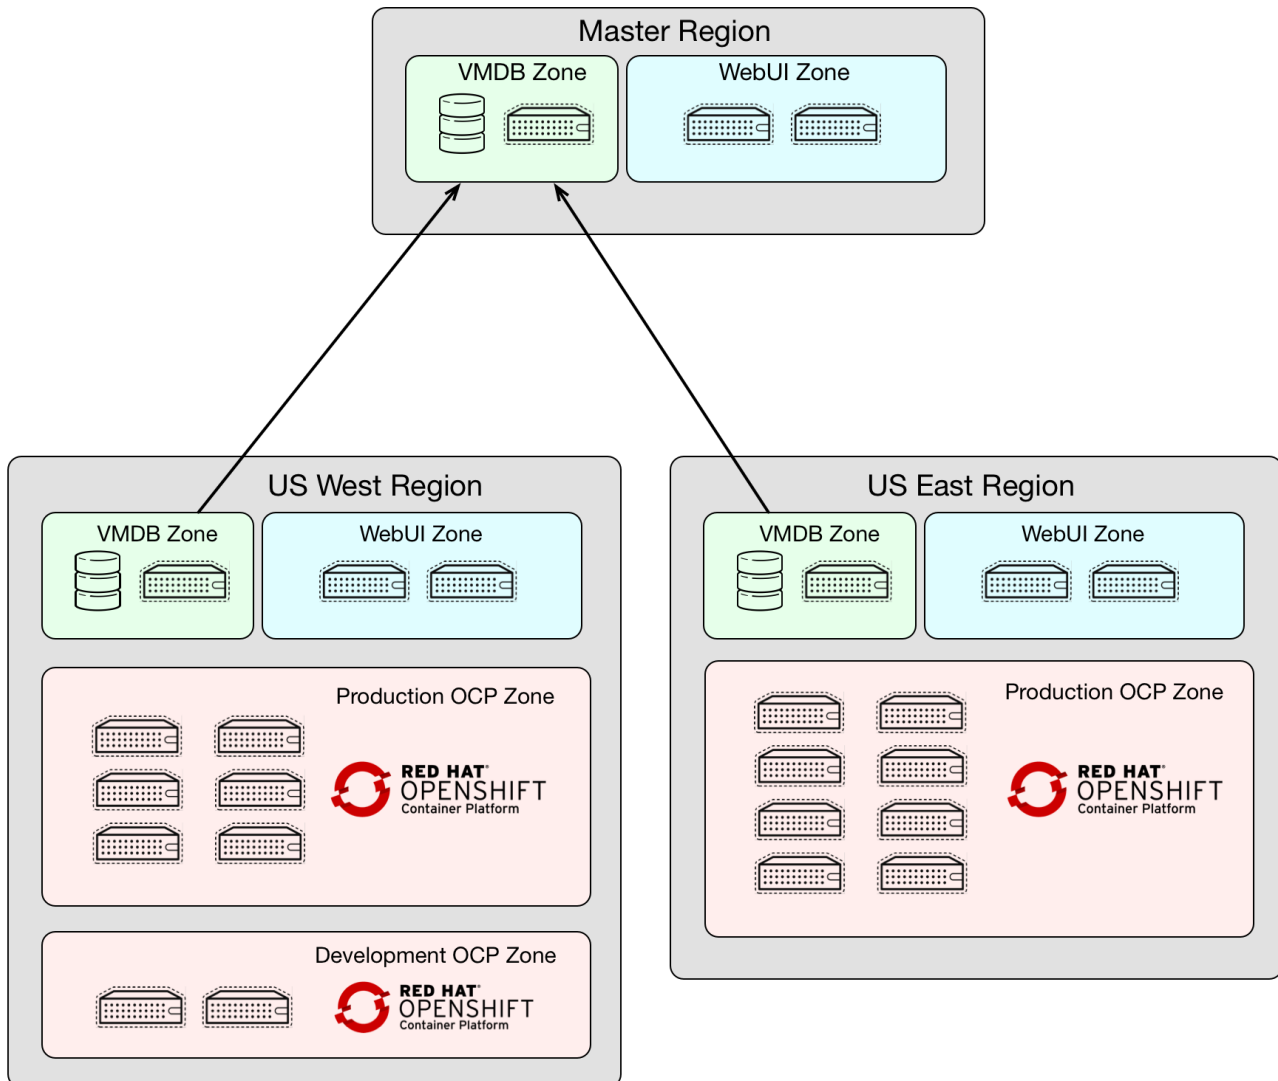 Master Region
VMDB Zone
WebUI Zone
US West Region
VMDB Zone
WebUI Zone
Production OCP Zone
RED HAT®
OPENSHIFT
Container Platform
Development OCP Zone
RED HAT®
OPENSHIFT
Container Platform
US East Region
VMDB Zone
WebUI Zone
Production OCP Zone
RED HAT®
OPENSHIFT
Container Platform